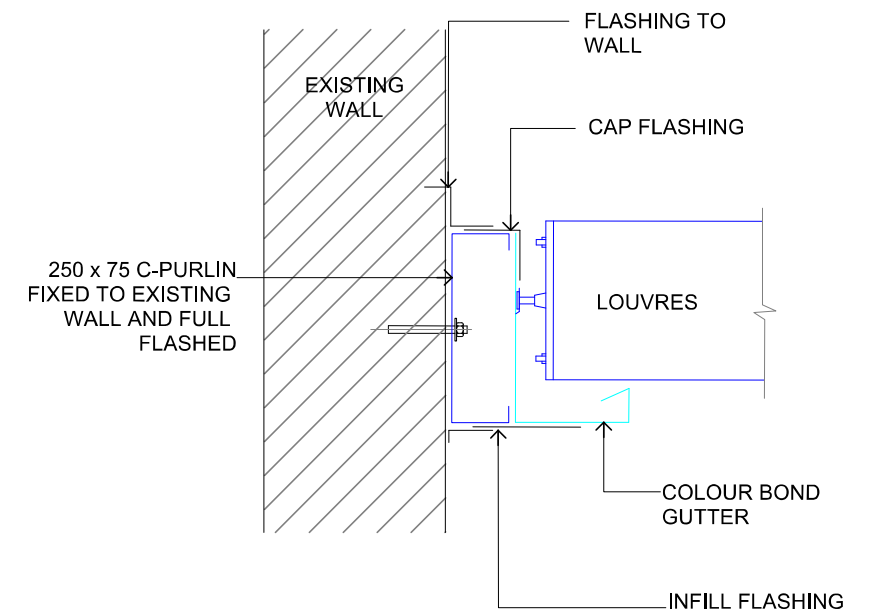 FLASHING TO
WALL
EXISTING
WALL
CAP FLASHING
250 x 75 C-PURLIN
FIXED TO EXISTING
WALL AND FULL
FLASHED
LOUVRES
COLOUR BOND
GUTTER
INFILL FLASHING